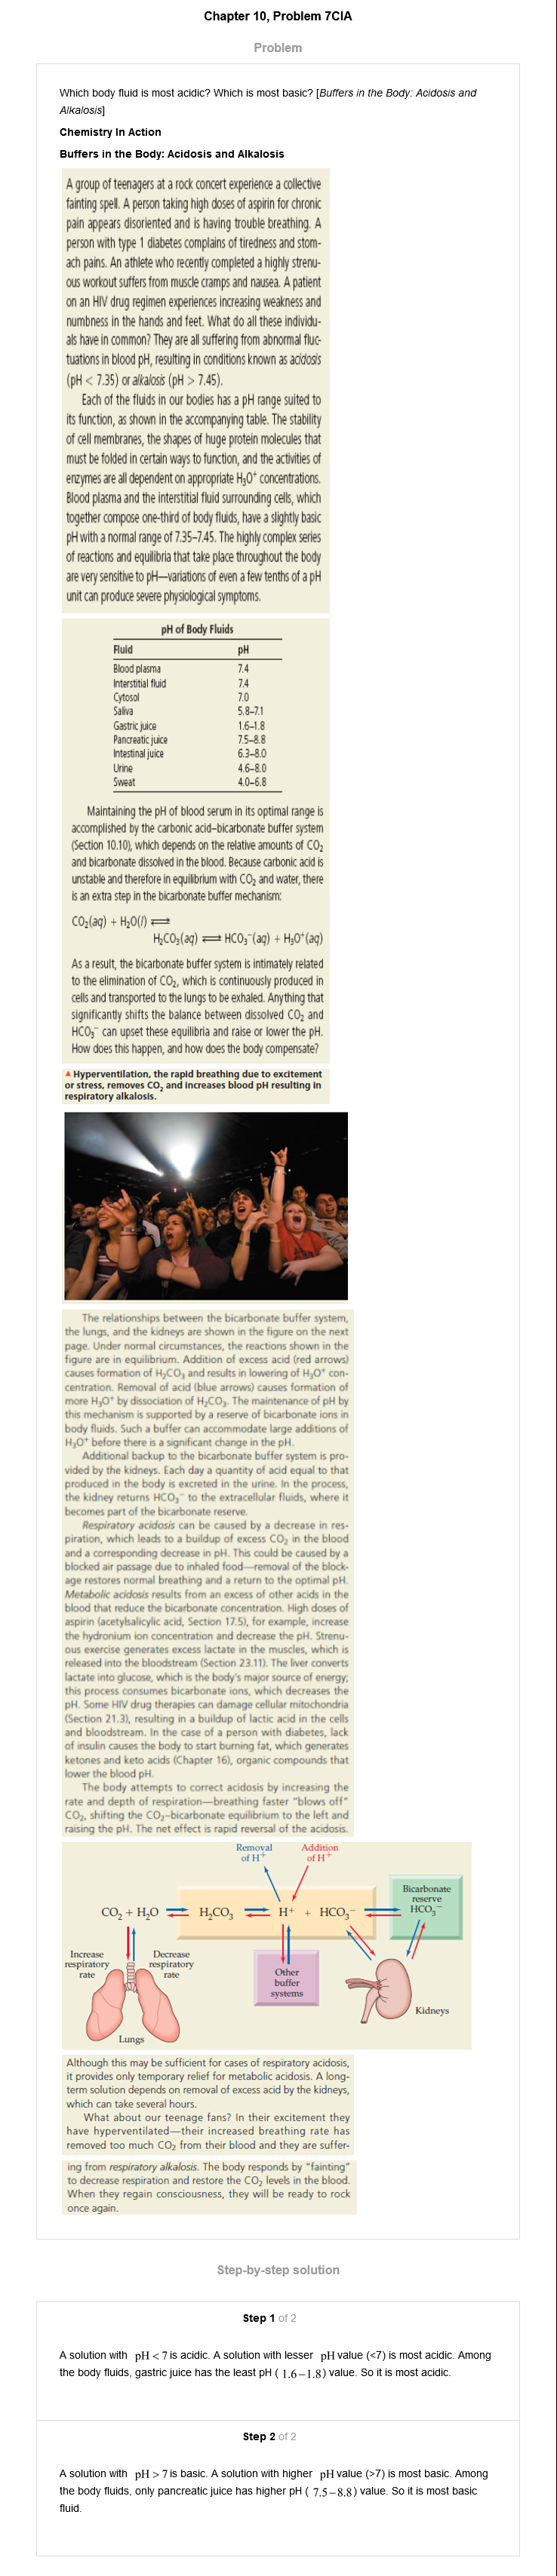 Chapter 10, Problem 7CIA
Problem
Which body fluid is most acidic? Which is most basic? [Buffers in the Body: Acidosis and
Alkalosis]
Chemistry In Action
Buffers in the Body: Acidosis and Alkalosis
A group of teenagers at a rock concert experience a collective
fainting spell. A person taking high doses of aspirin for chronic
pain appears disoriented and is having trouble breathing. A
person with type 1 diabetes complains of tiredness and stom-
ach pains. An athlete who recently completed a highly strenu-
ous workout suffers from muscle cramps and nausea. A patient
on an HIV drug regimen experiences increasing weakness and
numbness in the hands and feet. What do all these individu-
als have in common? They are all suffering from abnormal fluc-
tuations in blood pH, resulting in conditions known as acidosis
(pH < 7.35) or alkalosis (pH > 7.45).
Each of the fluids in our bodies has a pH range suited to
its function, as shown in the accompanying table. The stability
of cell membranes, the shapes of huge protein molecules that
must be folded in certain ways to function, and the activities of
enzymes are all dependent on appropriate H₃O⁺ concentrations.
Blood plasma and the interstitial fluid surrounding cells, which
together compose one-third of body fluids, have a slightly basic
pH with a normal range of 7.35–7.45. The highly complex series
of reactions and equilibria that take place throughout the body
are very sensitive to pH—variations of even a few tenths of a pH
unit can produce severe physiological symptoms.
pH of Body Fluids
Fluid pH
Blood plasma 7.4
Interstitial fluid 7.4
Cytosol 7.0
Saliva 5.8–7.1
Gastric juice 1.6–1.8
Pancreatic juice 7.5–8.8
Intestinal juice 6.3–8.0
Urine 4.6–8.0
Sweat 4.0–6.8
Maintaining the pH of blood serum in its optimal range is
accomplished by the carbonic acid–bicarbonate buffer system
(Section 10.10), which depends on the relative amounts of CO₂
and bicarbonate dissolved in the blood. Because carbonic acid is
unstable and therefore in equilibrium with CO₂ and water, there
is an extra step in the bicarbonate buffer mechanism:
CO₂(aq) + H₂O(l) ⇌
H₂CO₃(aq) ⇌ HCO₃⁻(aq) + H₃O⁺(aq)
As a result, the bicarbonate buffer system is intimately related
to the elimination of CO₂, which is continuously produced in
cells and transported to the lungs to be exhaled. Anything that
significantly shifts the balance between dissolved CO₂ and
HCO₃⁻ can upset these equilibria and raise or lower the pH.
How does this happen, and how does the body compensate?
▲ Hyperventilation, the rapid breathing due to excitement
or stress, removes CO₂ and increases blood pH resulting in
respiratory alkalosis.
The relationships between the bicarbonate buffer system,
the lungs, and the kidneys are shown in the figure on the next
page. Under normal circumstances, the reactions shown in the
figure are in equilibrium. Addition of excess acid (red arrows)
causes formation of H₂CO₃ and results in lowering of H₃O⁺ con-
centration. Removal of acid (blue arrows) causes formation of
more H₃O⁺ by dissociation of H₂CO₃. The maintenance of pH by
this mechanism is supported by a reserve of bicarbonate ions in
body fluids. Such a buffer can accommodate large additions of
H₃O⁺ before there is a significant change in the pH.
Additional backup to the bicarbonate buffer system is pro-
vided by the kidneys. Each day a quantity of acid equal to that
produced in the body is excreted in the urine. In the process,
the kidney returns HCO₃⁻ to the extracellular fluids, where it
becomes part of the bicarbonate reserve.
Respiratory acidosis can be caused by a decrease in res-
piration, which leads to a buildup of excess CO₂ in the blood
and a corresponding decrease in pH. This could be caused by a
blocked air passage due to inhaled food—removal of the block-
age restores normal breathing and a return to the optimal pH.
Metabolic acidosis results from an excess of other acids in the
blood that reduce the bicarbonate concentration. High doses of
aspirin (acetylsalicylic acid, Section 17.5), for example, increase
the hydronium ion concentration and decrease the pH. Strenu-
ous exercise generates excess lactate in the muscles, which is
released into the bloodstream (Section 23.11). The liver converts
lactate into glucose, which is the body's major source of energy;
this process consumes bicarbonate ions, which decreases the
pH. Some HIV drug therapies can damage cellular mitochondria
(Section 21.3), resulting in a buildup of lactic acid in the cells
and bloodstream. In the case of a person with diabetes, lack
of insulin causes the body to start burning fat, which generates
ketones and keto acids (Chapter 16), organic compounds that
lower the blood pH.
The body attempts to correct acidosis by increasing the
rate and depth of respiration—breathing faster "blows off"
CO₂, shifting the CO₂–bicarbonate equilibrium to the left and
raising the pH. The net effect is rapid reversal of the acidosis.
Removal
of H⁺
Addition
of H⁺
Bicarbonate
reserve
HCO₃⁻
CO₂ + H₂O H₂CO₃ H⁺ + HCO₃⁻
Increase
respiratory
rate
Decrease
respiratory
rate
Other
buffer
systems
Kidneys
Lungs
Although this may be sufficient for cases of respiratory acidosis,
it provides only temporary relief for metabolic acidosis. A long-
term solution depends on removal of excess acid by the kidneys,
which can take several hours.
What about our teenage fans? In their excitement they
have hyperventilated—their increased breathing rate has
removed too much CO₂ from their blood and they are suffer-
ing from respiratory alkalosis. The body responds by "fainting"
to decrease respiration and restore the CO₂ levels in the blood.
When they regain consciousness, they will be ready to rock
once again.
Step-by-step solution
Step 1 of 2
A solution with pH < 7 is acidic. A solution with lesser pH value (<7) is most acidic. Among
the body fluids, gastric juice has the least pH ( 1.6 – 1.8) value. So it is most acidic.
Step 2 of 2
A solution with pH > 7 is basic. A solution with higher pH value (>7) is most basic. Among
the body fluids, only pancreatic juice has higher pH ( 7.5 – 8.8) value. So it is most basic
fluid.